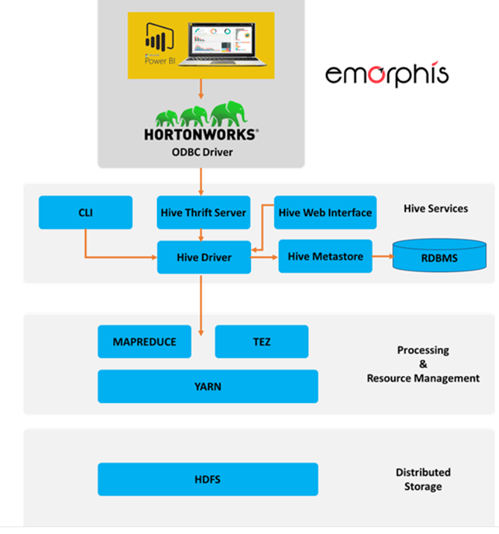 Power BI
emorphis
HORTONWORKS®
ODBC Driver
CLI
Hive Thrift Server
Hive Web Interface
Hive Services
Hive Driver
Hive Metastore
RDBMS
MAPREDUCE
TEZ
Processing
&
Resource Management
YARN
HDFS
Distributed
Storage